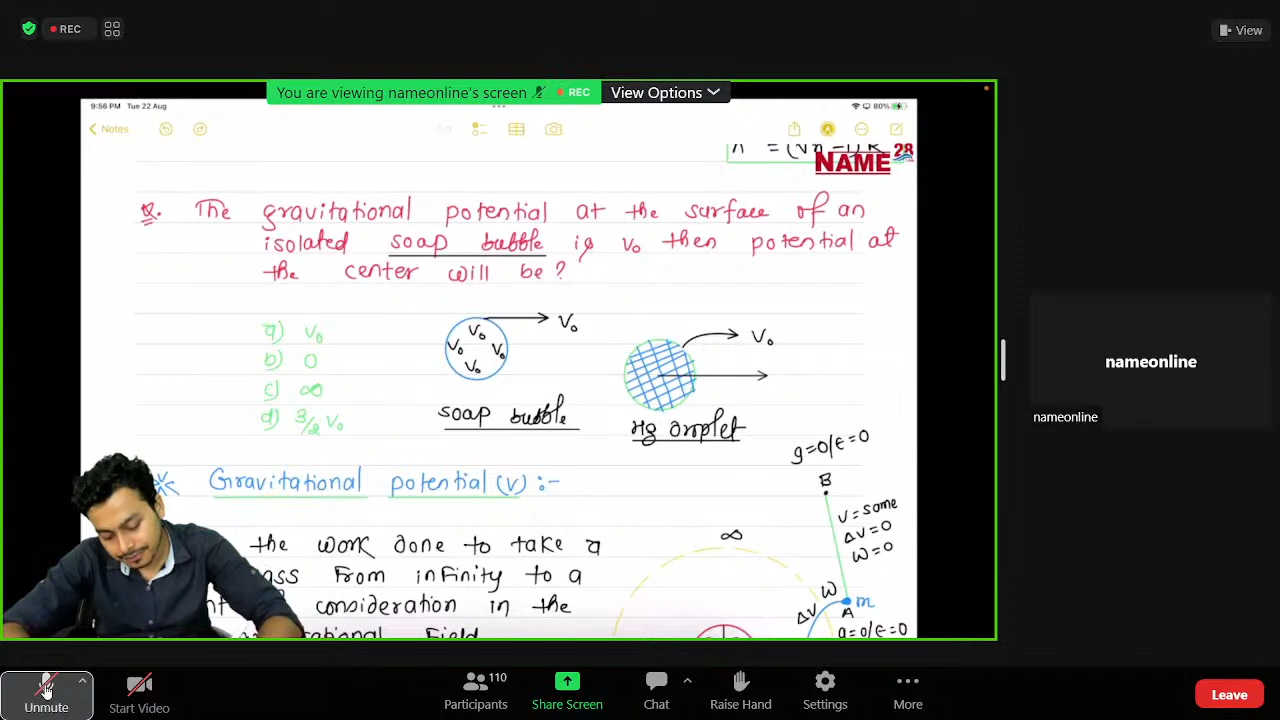 REC
View
You are viewing nameonline's screen
REC
View Options
9:56 PM Tue 22 Aug
80%
Notes
NAME
28
Q. The gravitational potential at the surface of an
isolated soap bubble is V₀ then potential at
the center will be?
a) V₀
b) 0
c) ∞
d) 3/2 V₀
V₀
V₀ V₀
V₀
V₀
soap bubble
V₀
Hg droplet
nameonline
nameonline
g=0/E=0
B
V=same
ΔV=0
W=0
Gravitational potential (V) :-
∞
the work done to take a
ass from infinity to a
consideration in the
ational field
W
ΔV
A
m
g=0/E=0
Unmute
Start Video
Participants
110
Share Screen
Chat
Raise Hand
Settings
More
Leave